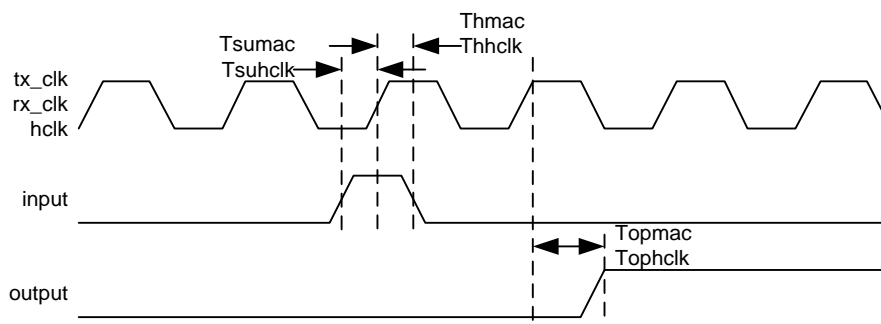 Thmac
Tsumac
Thhclk
Tsuhclk
tx_clk
rx_clk
hclk
input
Topmac
Tophclk
output